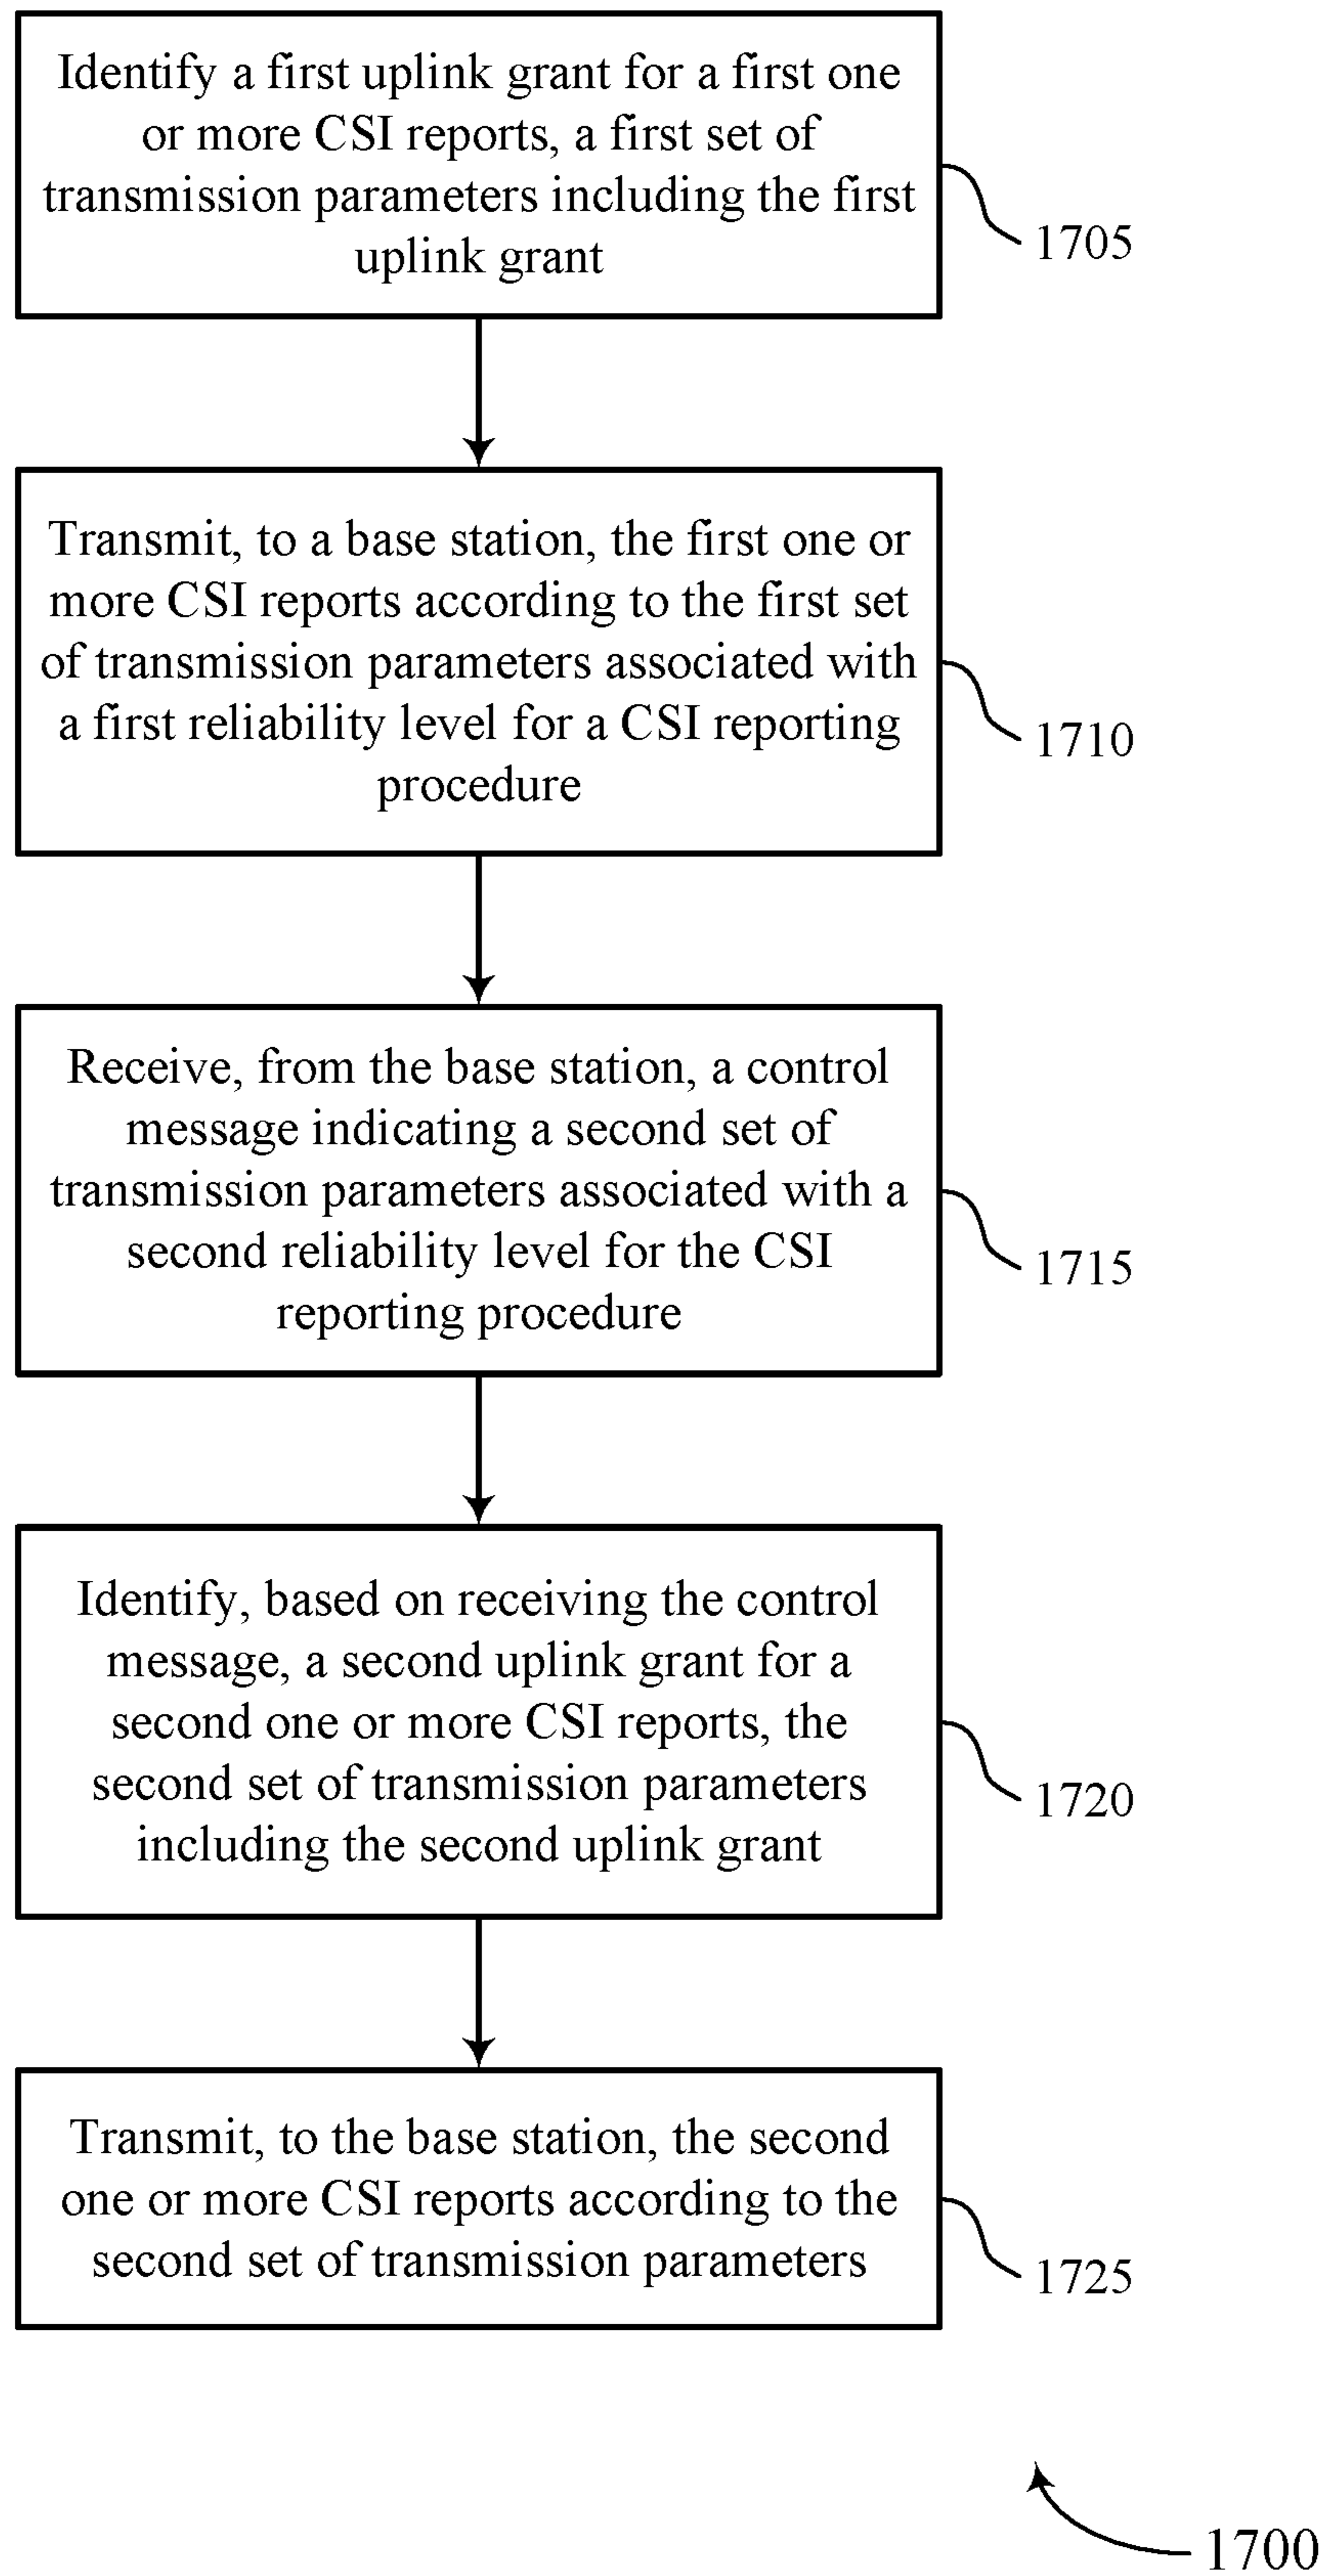 Identify a first uplink grant for a first one
or more CSI reports, a first set of
transmission parameters including the first
uplink grant
1705
Transmit, to a base station, the first one or
more CSI reports according to the first set
of transmission parameters associated with
a first reliability level for a CSI reporting
procedure
1710
Receive, from the base station, a control
message indicating a second set of
transmission parameters associated with a
second reliability level for the CSI
reporting procedure
1715
Identify, based on receiving the control
message, a second uplink grant for a
second one or more CSI reports, the
second set of transmission parameters
including the second uplink grant
1720
Transmit, to the base station, the second
one or more CSI reports according to the
second set of transmission parameters
1725
1700